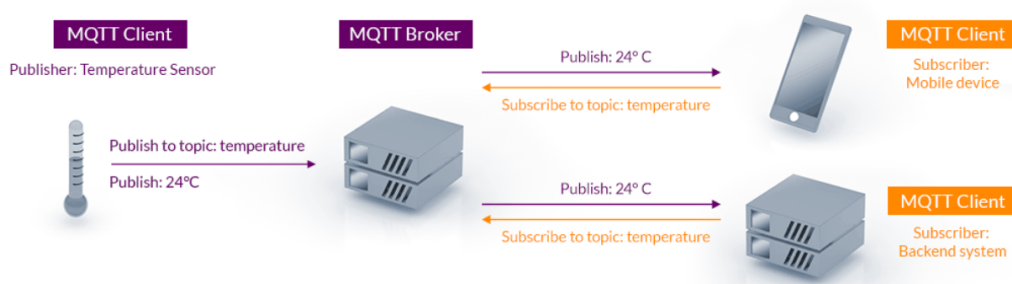 MQTT Client
Publisher: Temperature Sensor
Publish to topic: temperature
Publish: 24°C
MQTT Broker
Publish: 24° C
Subscribe to topic: temperature
MQTT Client
Subscriber:
Mobile device
Publish: 24° C
Subscribe to topic: temperature
MQTT Client
Subscriber:
Backend system